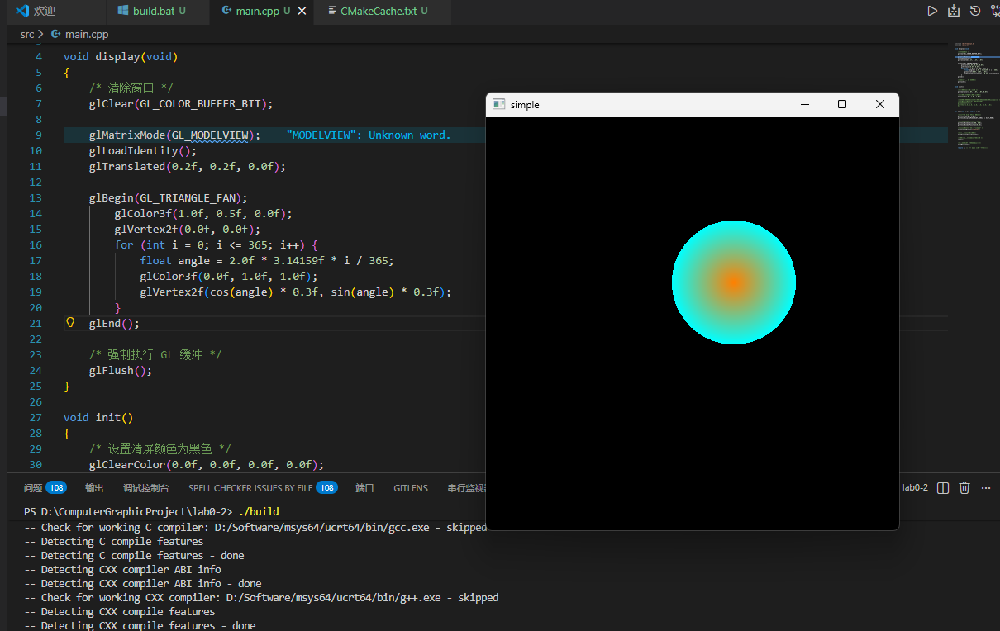 欢迎
build.bat U
main.cpp U
CMakeCache.txt U
src > main.cpp
4 void display(void)
5 {
6 /* 清除窗口 */
7 glClear(GL_COLOR_BUFFER_BIT);
8
9 glMatrixMode(GL_MODELVIEW); "MODELVIEW": Unknown word.
10 glLoadIdentity();
11 glTranslated(0.2f, 0.2f, 0.0f);
12
13 glBegin(GL_TRIANGLE_FAN);
14 glColor3f(1.0f, 0.5f, 0.0f);
15 glVertex2f(0.0f, 0.0f);
16 for (int i = 0; i <= 365; i++) {
17 float angle = 2.0f * 3.14159f * i / 365;
18 glColor3f(0.0f, 1.0f, 1.0f);
19 glVertex2f(cos(angle) * 0.3f, sin(angle) * 0.3f);
20 }
21 glEnd();
22
23 /* 强制执行 GL 缓冲 */
24 glFlush();
25 }
26
27 void init()
28 {
29 /* 设置清屏颜色为黑色 */
30 glClearColor(0.0f, 0.0f, 0.0f, 0.0f);
simple
问题 108 输出 调试控制台 SPELL CHECKER ISSUES BY FILE 108 端口 GITLENS 串行监视 lab0-2
PS D:\ComputerGraphicProject\lab0-2> ./build
-- Check for working C compiler: D:/Software/msys64/ucrt64/bin/gcc.exe - skipped
-- Detecting C compile features
-- Detecting C compile features - done
-- Detecting CXX compiler ABI info
-- Detecting CXX compiler ABI info - done
-- Check for working CXX compiler: D:/Software/msys64/ucrt64/bin/g++.exe - skipped
-- Detecting CXX compile features
-- Detecting CXX compile features - done